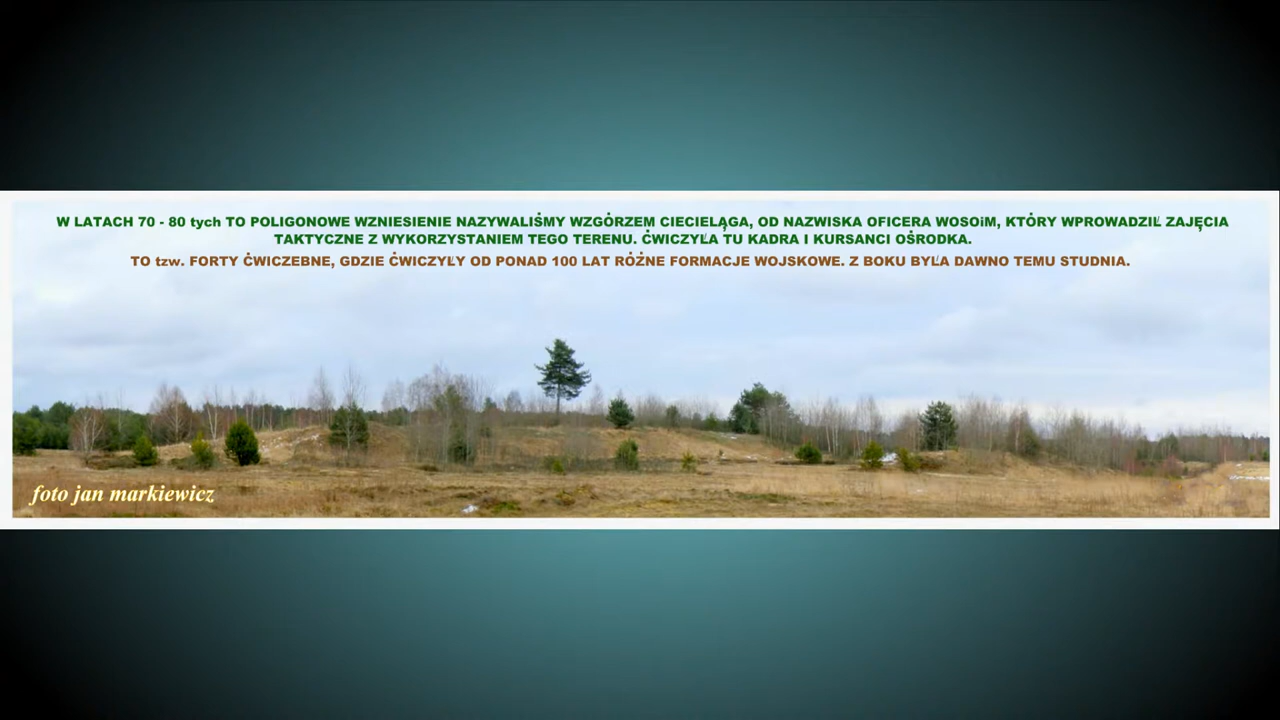 W LATACH 70 - 80 tych TO POLIGONOWE WZNIESIENIE NAZYWALIŚMY WZGÓRZEM CIECIELĄGA, OD NAZWISKA OFICERA WOSOiM, KTÓRY WPROWADZIŁ ZAJĘCIA
TAKTYCZNE Z WYKORZYSTANIEM TEGO TERENU. ĆWICZYŁA TU KADRA I KURSANCI OŚRODKA.
TO tzw. FORTY ĆWICZEBNE, GDZIE ĆWICZYŁY OD PONAD 100 LAT RÓŻNE FORMACJE WOJSKOWE. Z BOKU BYŁA DAWNO TEMU STUDNIA.
foto jan markiewicz